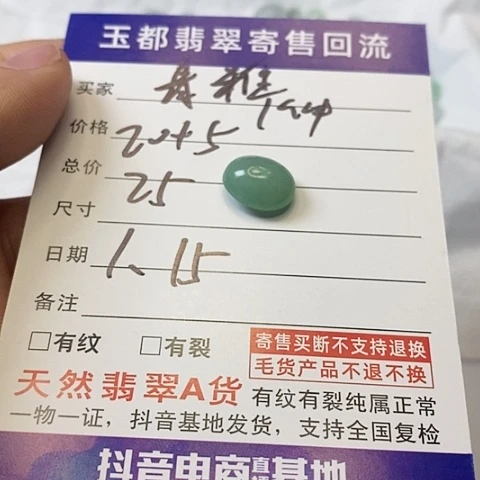 玉都翡翠寄售回流
买家
价格 20+5
总价 25
尺寸
日期 1、15
备注
□有纹 □有裂
寄售买断不支持退换
毛货产品不退不换
天然翡翠A货 有纹有裂纯属正常
一物一证，抖音基地发货，支持全国复检
抖音电商直播基地